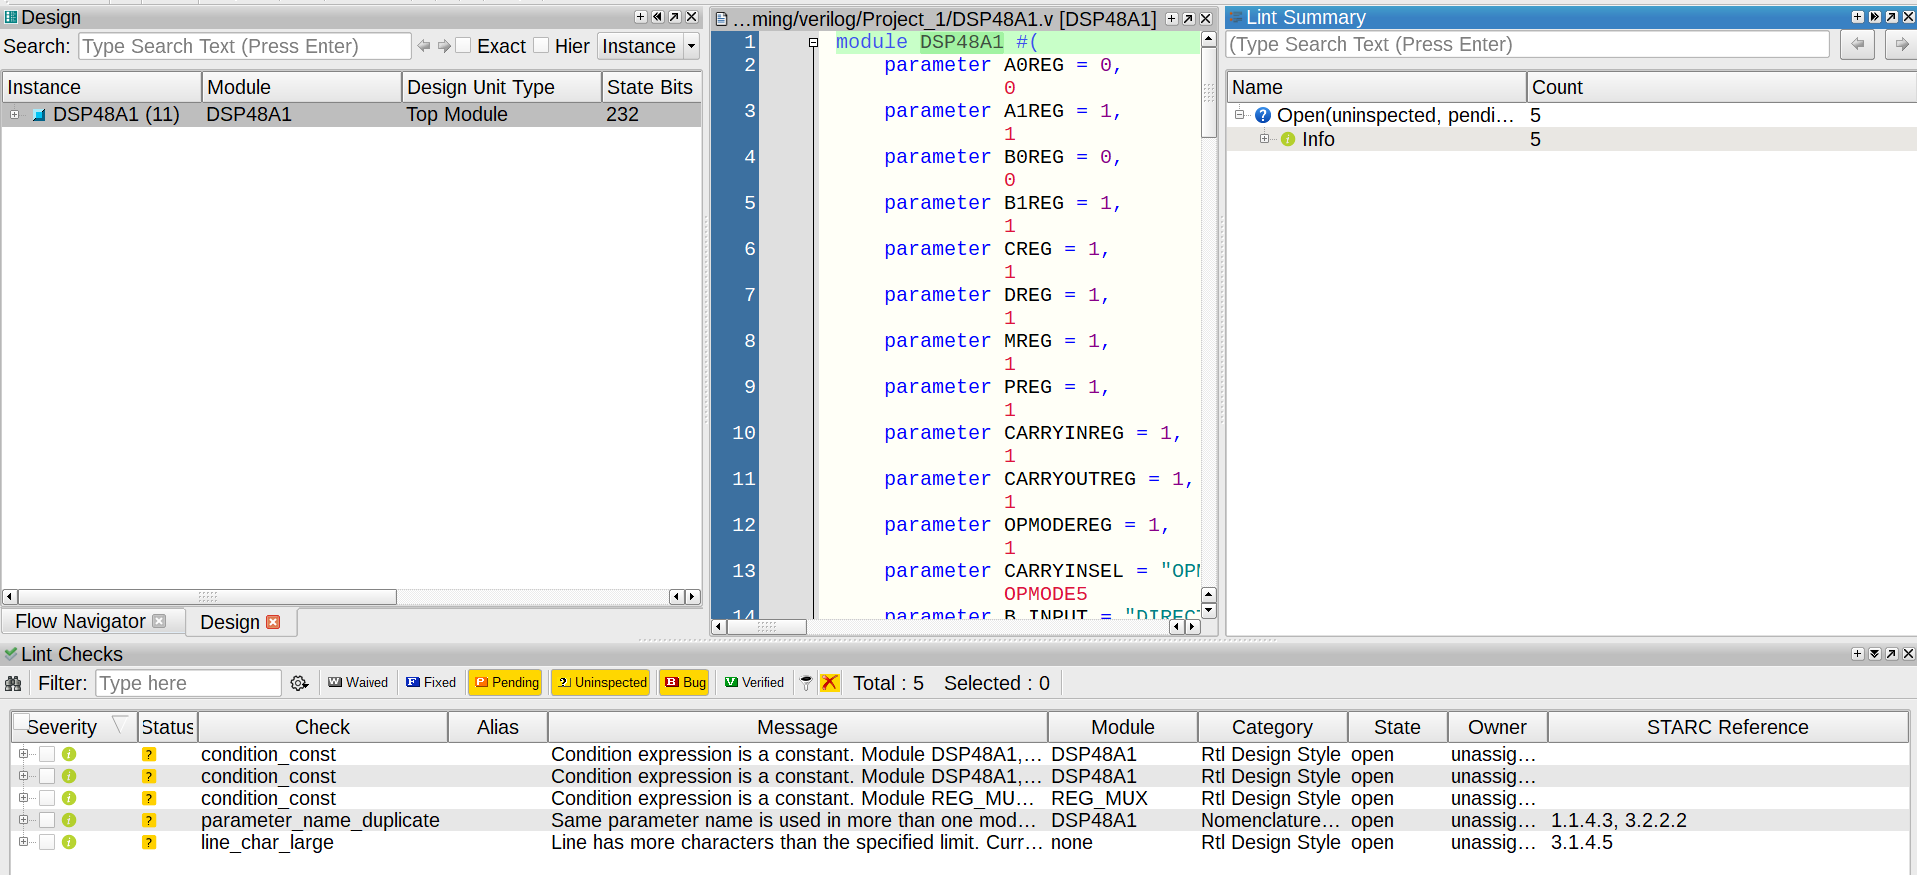 Design
Search: Type Search Text (Press Enter) Exact Hier Instance
Instance Module Design Unit Type State Bits
DSP48A1 (11) DSP48A1 Top Module 232
Flow Navigator Design
...ming/verilog/Project_1/DSP48A1.v [DSP48A1]
1 module DSP48A1 #(
2 parameter A0REG = 0,
0
3 parameter A1REG = 1,
1
4 parameter B0REG = 0,
0
5 parameter B1REG = 1,
1
6 parameter CREG = 1,
1
7 parameter DREG = 1,
1
8 parameter MREG = 1,
1
9 parameter PREG = 1,
1
10 parameter CARRYINREG = 1,
1
11 parameter CARRYOUTREG = 1,
1
12 parameter OPMODEREG = 1,
1
13 parameter CARRYINSEL = "OPM
OPMODE5
14 parameter B_INPUT = "DIRECT
Lint Summary
(Type Search Text (Press Enter)
Name Count
? Open(uninspected, pendi... 5
i Info 5
Lint Checks
Filter: Type here W Waived F Fixed P Pending ? Uninspected B Bug V Verified Total : 5 Selected : 0
Severity Status Check Alias Message Module Category State Owner STARC Reference
i ? condition_const Condition expression is a constant. Module DSP48A1,... DSP48A1 Rtl Design Style open unassig...
i ? condition_const Condition expression is a constant. Module DSP48A1,... DSP48A1 Rtl Design Style open unassig...
i ? condition_const Condition expression is a constant. Module REG_MU... REG_MUX Rtl Design Style open unassig...
i ? parameter_name_duplicate Same parameter name is used in more than one mod... DSP48A1 Nomenclature... open unassig... 1.1.4.3, 3.2.2.2
i ? line_char_large Line has more characters than the specified limit. Curr... none Rtl Design Style open unassig... 3.1.4.5